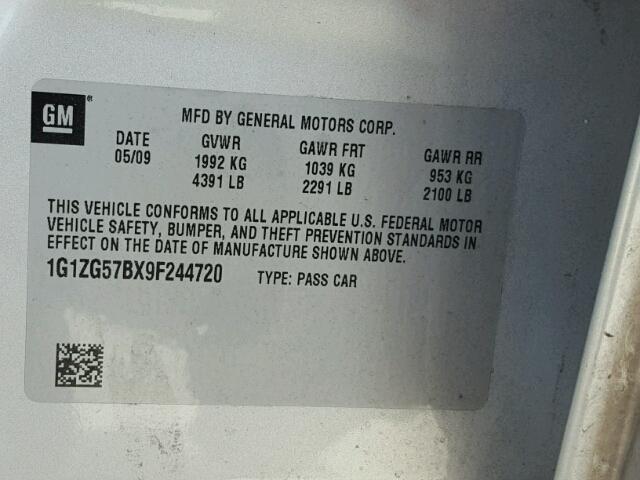 GM®
MFD BY GENERAL MOTORS CORP.
DATE GVWR GAWR FRT GAWR RR
05/09 1992 KG 1039 KG 953 KG
4391 LB 2291 LB 2100 LB
THIS VEHICLE CONFORMS TO ALL APPLICABLE U.S. FEDERAL MOTOR
VEHICLE SAFETY, BUMPER, AND THEFT PREVENTION STANDARDS IN
EFFECT ON THE DATE OF MANUFACTURE SHOWN ABOVE.
1G1ZG57BX9F244720 TYPE: PASS CAR